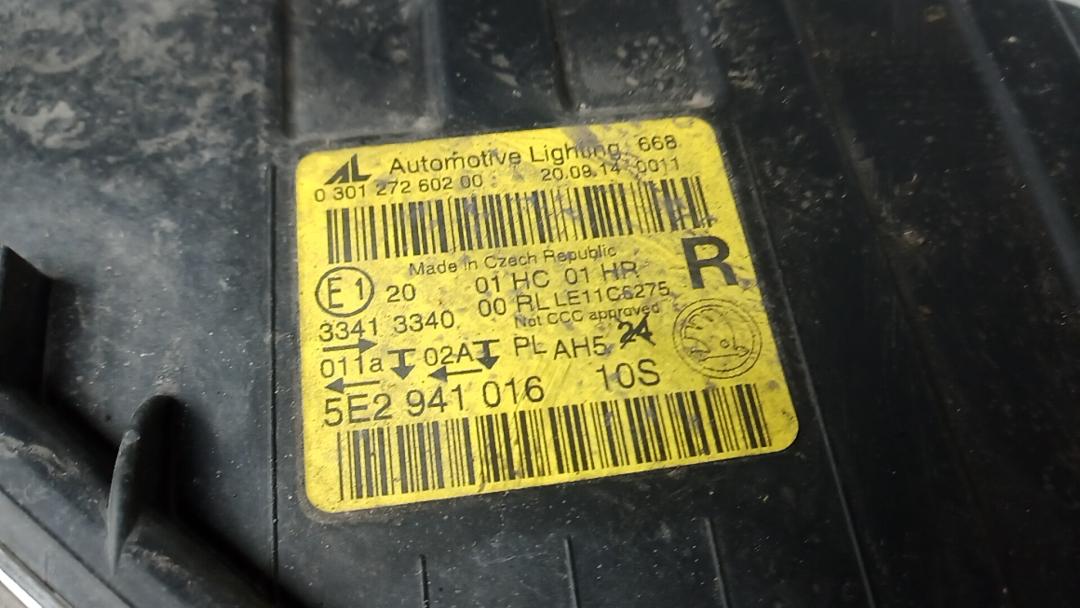 AL Automotive Lighting 668
0 301 272 602 00 20.09.14 0011
Made in Czech Republic
R
E1 20 01 HC 01 HR
3341 3340 00 RL LE11C6275
Not CCC approved
011a 02A PL AH5 24
5E2 941 016 10S